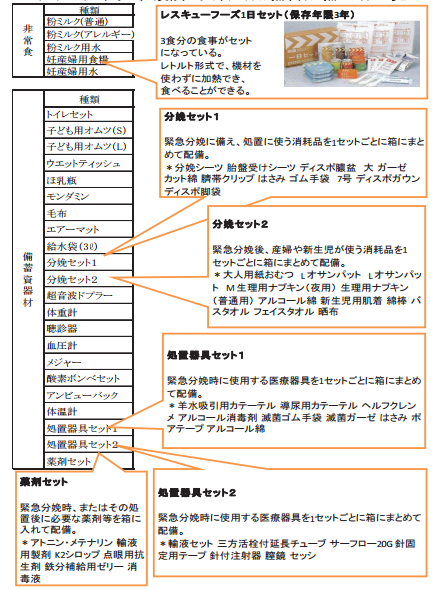 非常食
種類
粉ミルク(普通)
粉ミルク(アレルギー)
粉ミルク用水
妊産婦用食糧
妊産婦用水
レスキューフーズ1日セット（保存年限3年）
3食分の食事がセット
になっている。
レトルト形式で、機材を
使わずに加熱でき、
食べることができる。
備蓄資器材
種類
トイレセット
子ども用オムツ(S)
子ども用オムツ(L)
ウエットティッシュ
ほ乳瓶
モンダミン
毛布
エアーマット
給水袋(3ℓ)
分娩セット1
分娩セット2
超音波ドプラー
体重計
聴診器
血圧計
メジャー
酸素ボンベセット
アンビューバック
体温計
処置器具セット1
処置器具セット2
薬剤セット
分娩セット1
緊急分娩に備え、処置に使う消耗品を1セットごとに箱にまと
めて配備。
＊分娩シーツ 胎盤受けシーツ ディスポ膿盆 大 ガーゼ
カット綿 臍帯クリップ はさみ ゴム手袋 7号 ディスポガウン
ディスポ脚袋
分娩セット2
緊急分娩後、産婦や新生児が使う消耗品を1
セットごとに箱にまとめて配備。
＊大人用紙おむつ Lオサンパット Lオサンパッ
ト M生理用ナプキン(夜用) 生理用ナプキン
(普通用) アルコール綿 新生児用肌着 綿棒 バ
スタオル フェイスタオル 晒布
処置器具セット1
緊急分娩時に使用する医療器具を1セットごとに箱にまとめ
て配備。
＊羊水吸引用カテーテル 導尿用カテーテル ヘルフクレン
メ アルコール消毒剤 滅菌ゴム手袋 滅菌ガーゼ はさみ ボ
アテープ アルコール綿
薬剤セット
緊急分娩時、またはその処
置後に必要な薬剤等を箱に
入れて配備。
＊アトニン・メテナリン 輸液
用製剤 K2シロップ 点眼用抗
生剤 鉄分補給用ゼリー 消
毒液
処置器具セット2
緊急分娩時に使用する医療器具を1セットごとに箱にまとめて
配備。
＊輸液セット 三方活栓付延長チューブ サーフロー20G 針固
定用テープ 針付注射器 膣鏡 セッシ